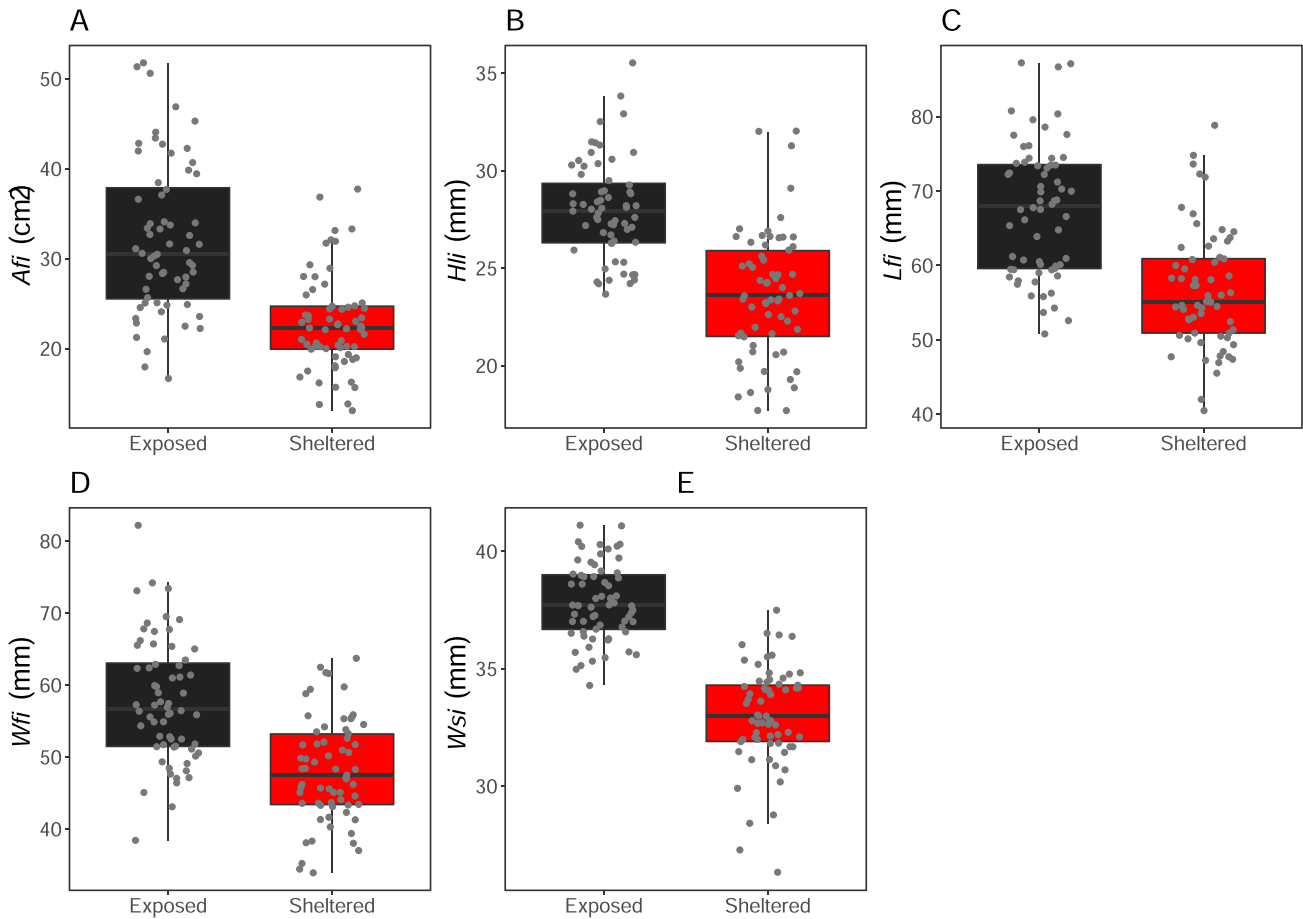 A
B
C
50
40
30
20
Afi (cm2)
Exposed
Sheltered
35
30
25
20
Hli (mm)
Exposed
Sheltered
80
70
60
50
40
Lfi (mm)
Exposed
Sheltered
D
E
80
70
60
50
40
Wfi (mm)
Exposed
Sheltered
40
35
30
Wsi (mm)
Exposed
Sheltered